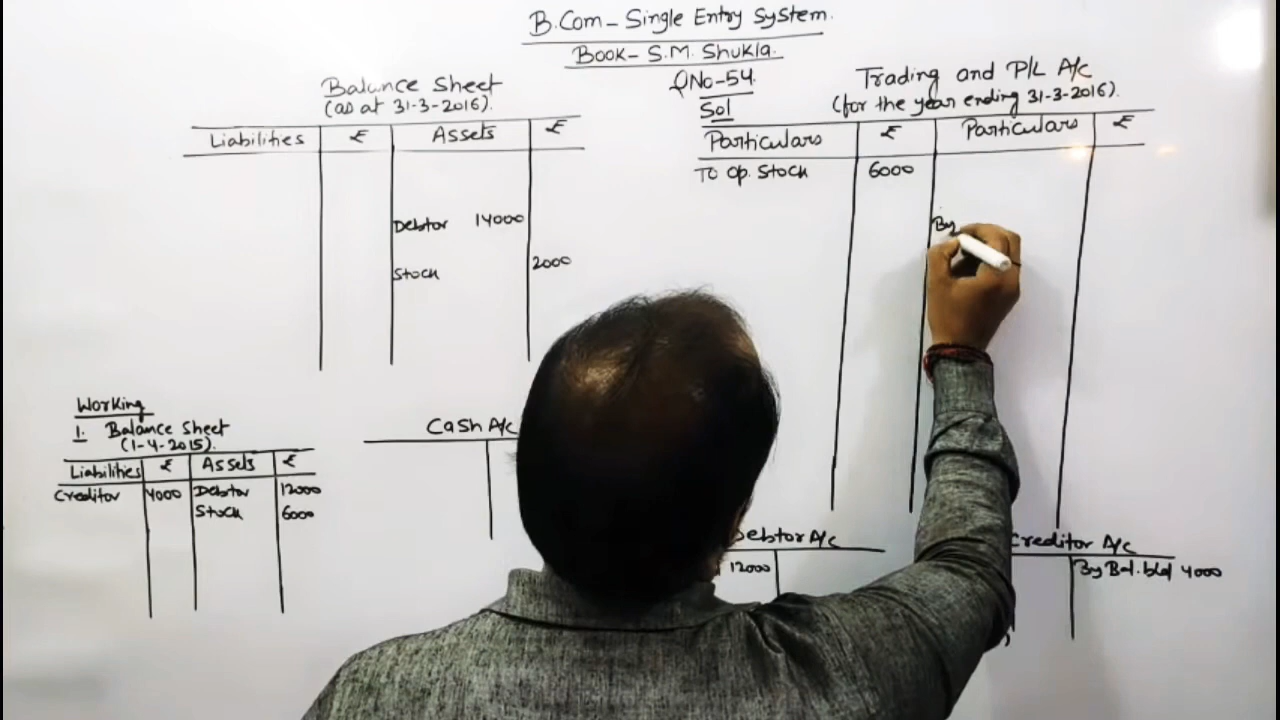 B.Com - Single Entry System.
Book - S.M. Shukla.
QNo-54.
Sol
Balance Sheet
(as at 31-3-2016).
Liabilities ₹ Assets ₹
Debtor 14000
Stock 2000
Trading and P/L A/c
(for the year ending 31-3-2016).
Particulars ₹ Particulars ₹
To Op. Stock 6000
By
Working
1. Balance Sheet
(1-4-2015).
Liabilities ₹ Assets ₹
Creditor 4000 Debtor 12000
Stock 6000
Cash A/c
Debtor A/c
12000
Creditor A/c
By Bal. b/d 4000